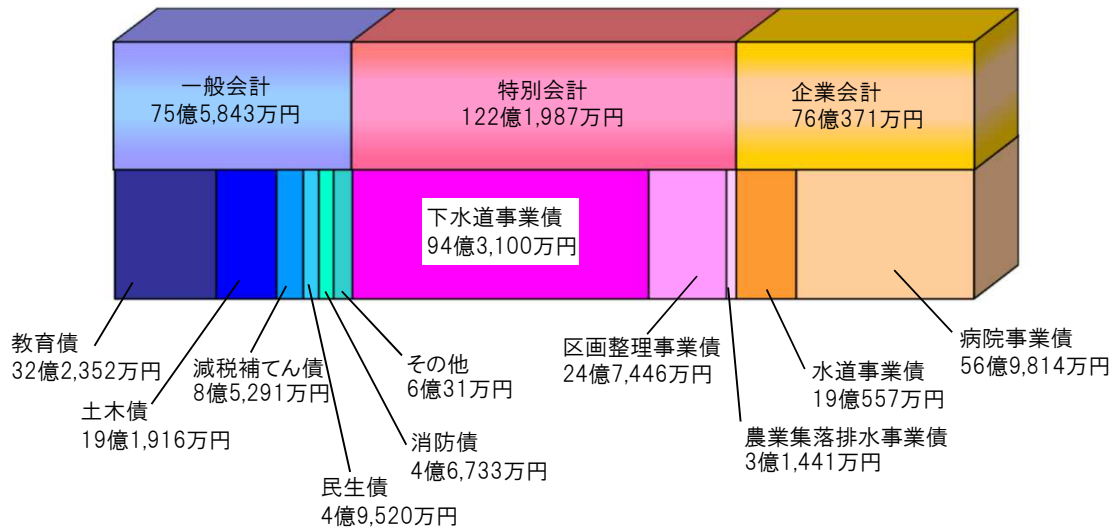 一般会計
75億5,843万円
特別会計
122億1,987万円
企業会計
76億371万円
下水道事業債
94億3,100万円
教育債
32億2,352万円
土木債
19億1,916万円
減税補てん債
8億5,291万円
民生債
4億9,520万円
消防債
4億6,733万円
その他
6億31万円
区画整理事業債
24億7,446万円
農業集落排水事業債
3億1,441万円
水道事業債
19億557万円
病院事業債
56億9,814万円